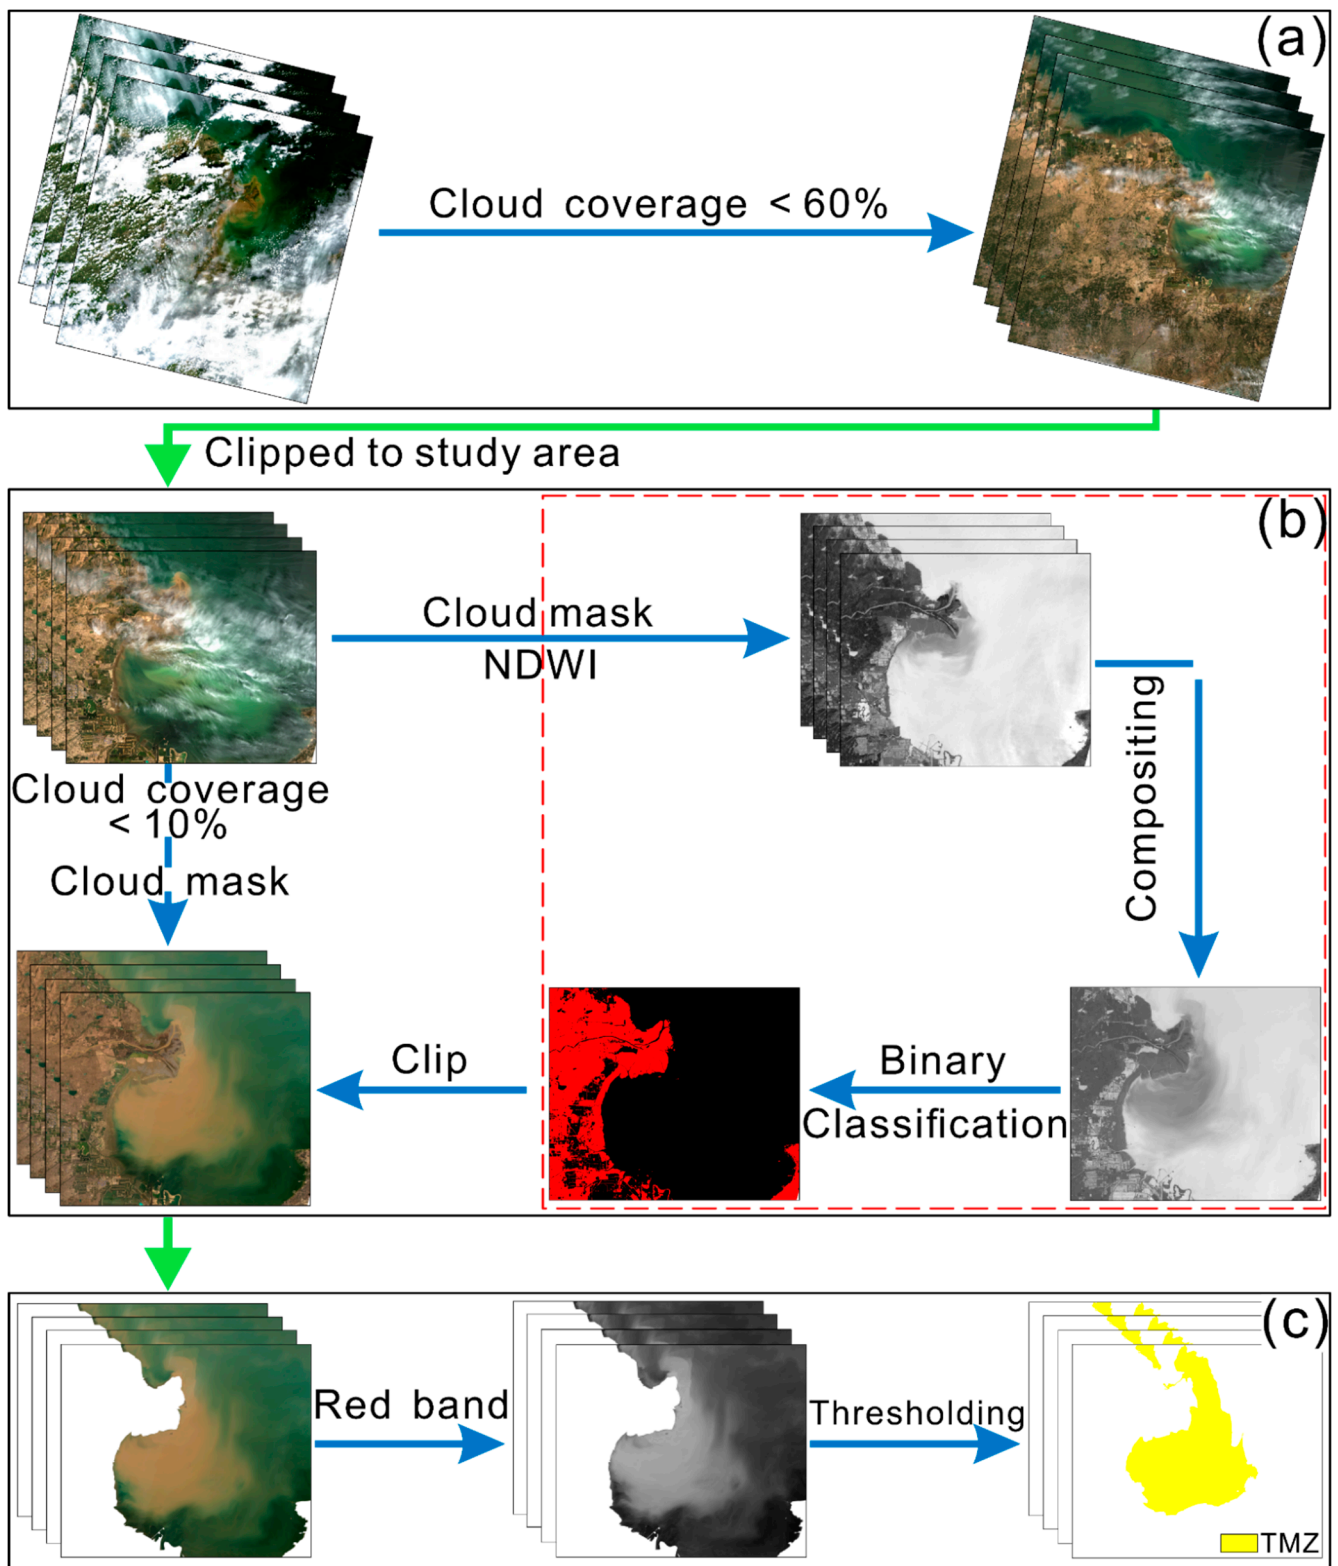 (a)
Cloud coverage < 60%
Clipped to study area
(b)
Cloud mask
NDWI
Compositing
Cloud coverage
< 10%
Cloud mask
Clip
Binary
Classification
(c)
Red band
Thresholding
TMZ